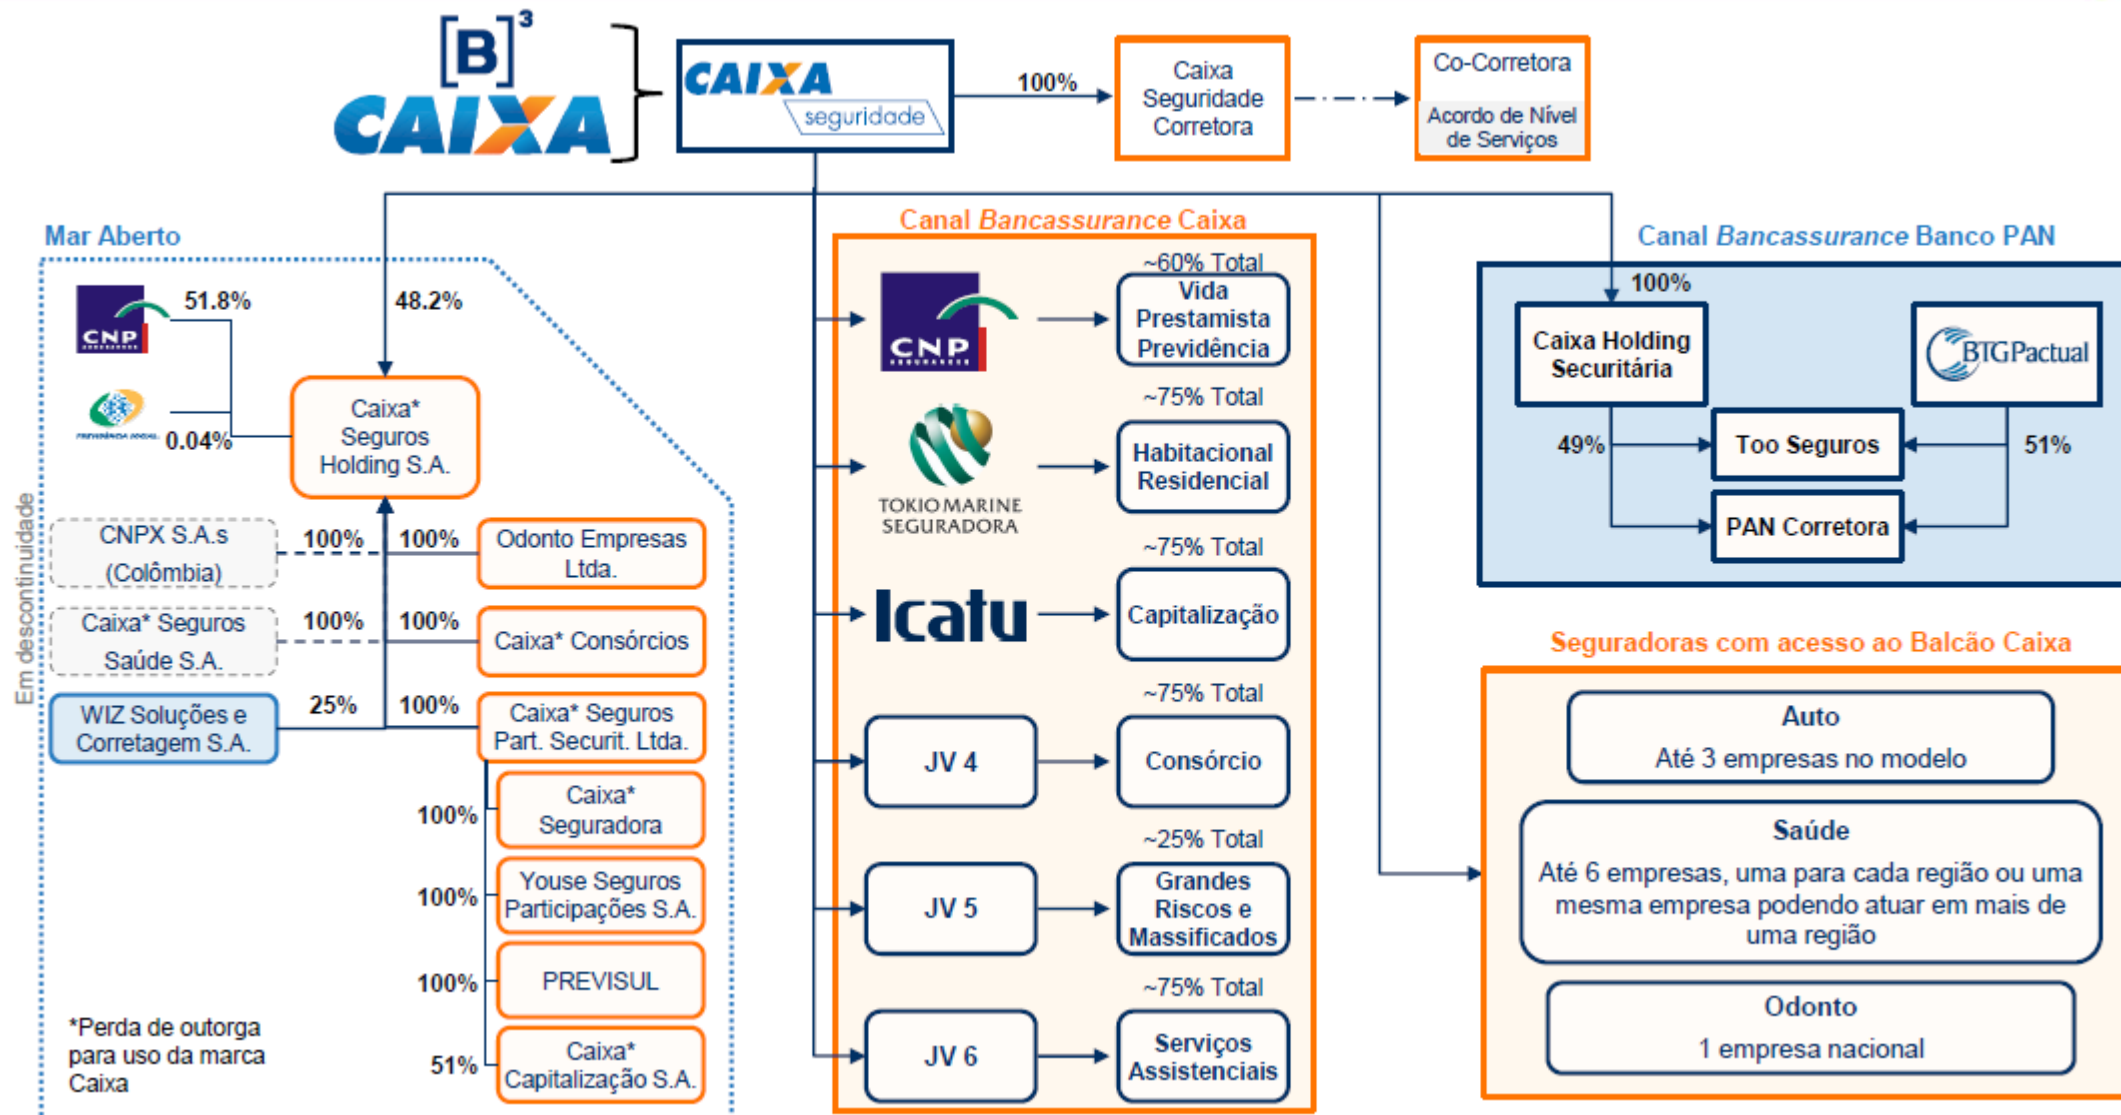 [B]³
CAIXA
CAIXA
seguridade
100%
Caixa
Seguridade
Corretora
Co-Corretora
Acordo de Nível
de Serviços
Mar Aberto
CNP
51.8%
48.2%
PREVIDÊNCIA SOCIAL
0.04%
Caixa*
Seguros
Holding S.A.
Em descontinuidade
CNPX S.A.s
(Colômbia)
100%
100%
Odonto Empresas
Ltda.
Caixa* Seguros
Saúde S.A.
100%
100%
Caixa* Consórcios
WIZ Soluções e
Corretagem S.A.
25%
100%
Caixa* Seguros
Part. Securit. Ltda.
100%
Caixa*
Seguradora
100%
Youse Seguros
Participações S.A.
100%
PREVISUL
51%
Caixa*
Capitalização S.A.
*Perda de outorga
para uso da marca
Caixa
Canal Bancassurance Caixa
CNP
~60% Total
Vida
Prestamista
Previdência
TOKIO MARINE
SEGURADORA
~75% Total
Habitacional
Residencial
Icatu
~75% Total
Capitalização
JV 4
~75% Total
Consórcio
JV 5
~25% Total
Grandes
Riscos e
Massificados
JV 6
~75% Total
Serviços
Assistenciais
Canal Bancassurance Banco PAN
100%
Caixa Holding
Securitária
BTGPactual
49%
Too Seguros
51%
PAN Corretora
Seguradoras com acesso ao Balcão Caixa
Auto
Até 3 empresas no modelo
Saúde
Até 6 empresas, uma para cada região ou uma
mesma empresa podendo atuar em mais de
uma região
Odonto
1 empresa nacional